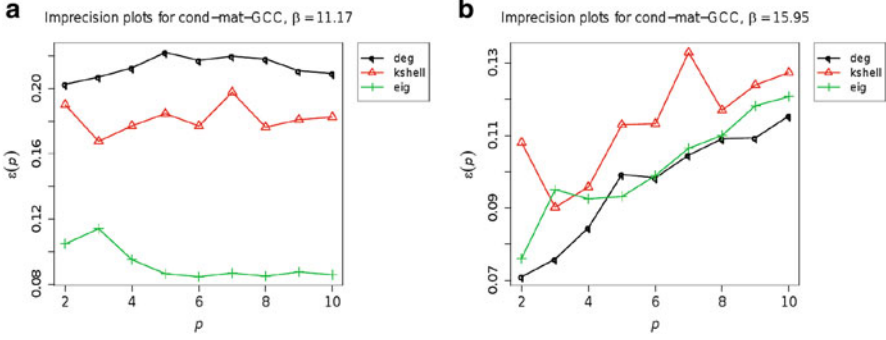 a
Imprecision plots for cond-mat-GCC, β = 11.17
ε(p)
0.20
0.16
0.12
0.08
2 4 6 8 10
p
deg
kshell
eig
b
Imprecision plots for cond-mat-GCC, β = 15.95
ε(p)
0.13
0.11
0.09
0.07
2 4 6 8 10
p
deg
kshell
eig